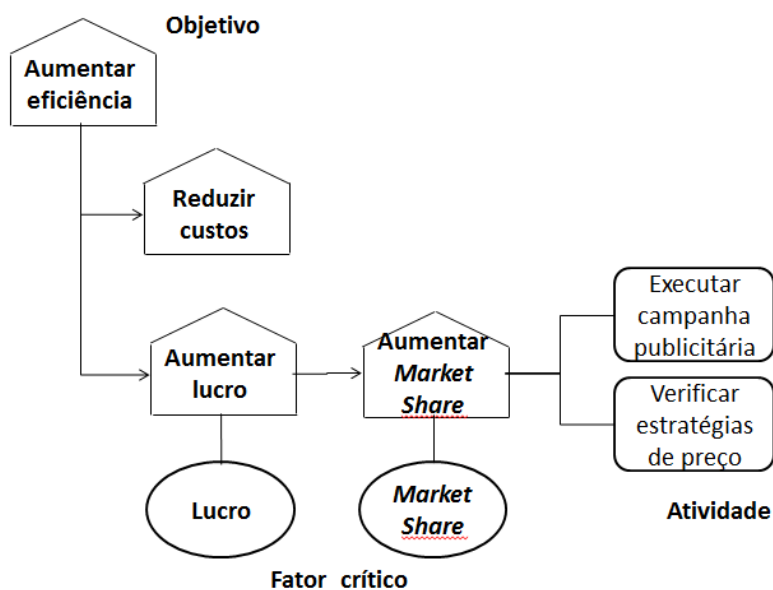 Objetivo
Aumentar
eficiência
Reduzir
custos
Aumentar
lucro
Aumentar
Market
Share
Executar
campanha
publicitária
Verificar
estratégias
de preço
Lucro
Market
Share
Atividade
Fator crítico